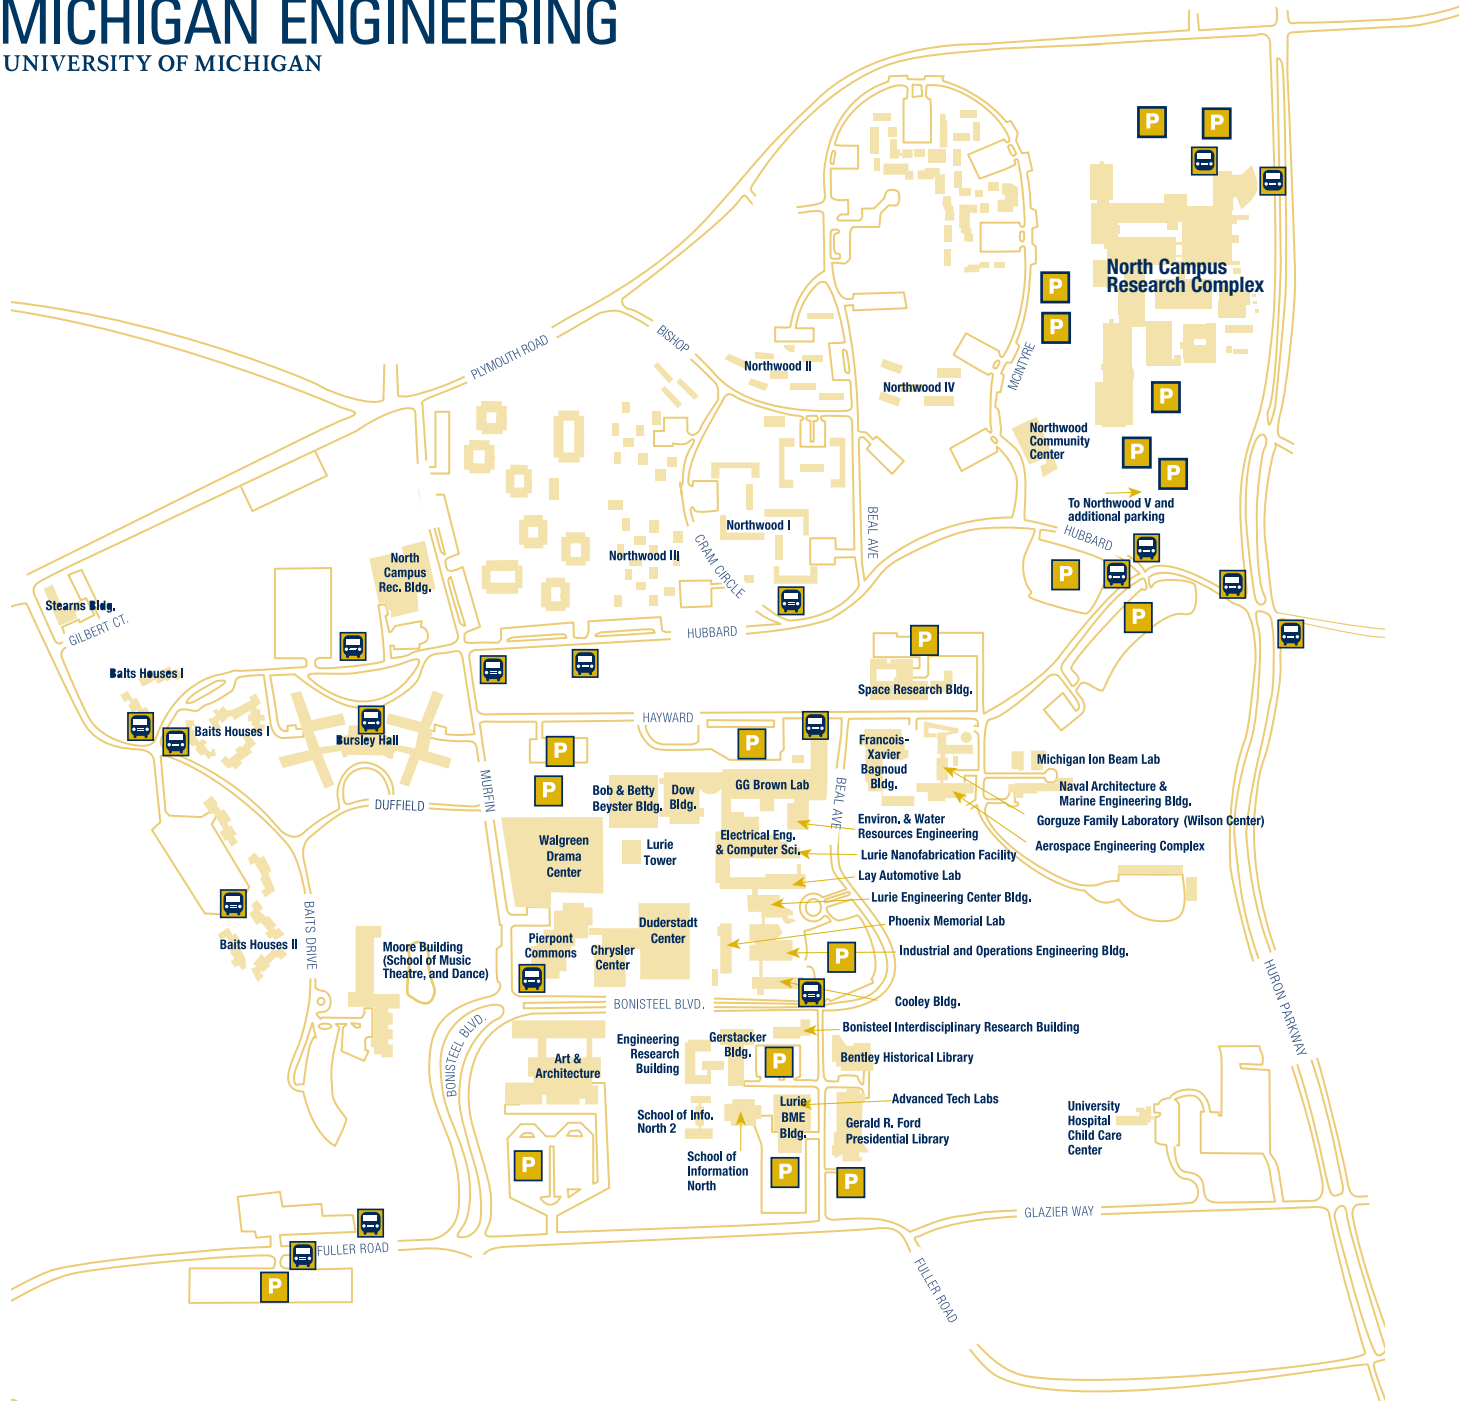 MICHIGAN ENGINEERING
UNIVERSITY OF MICHIGAN
P
P
North Campus
Research Complex
P
P
PLYMOUTH ROAD
BISHOP
MCINTYRE
Northwood II
Northwood IV
P
Northwood
Community
Center
P
P
To Northwood V and
additional parking
Northwood I
BEAL AVE
HUBBARD
CRAM CIRCLE
Northwood III
North
Campus
Rec. Bldg.
P
P
Stearns Bldg.
GILBERT CT.
HUBBARD
P
Baits Houses I
Space Research Bldg.
HAYWARD
Baits Houses I
Bursley Hall
P
P
P
Francois-
Xavier
Bagnoud
Bldg.
Michigan Ion Beam Lab
Naval Architecture &
Marine Engineering Bldg.
Gorguze Family Laboratory (Wilson Center)
Aerospace Engineering Complex
MURFIN
DUFFIELD
Bob & Betty
Beyster Bldg.
Dow
Bldg.
GG Brown Lab
BEAL AVE
Environ. & Water
Resources Engineering
Electrical Eng.
& Computer Sci.
Lurie Nanofabrication Facility
Walgreen
Drama
Center
Lurie
Tower
Lay Automotive Lab
Lurie Engineering Center Bldg.
Phoenix Memorial Lab
Duderstadt
Center
Pierpont
Commons
Chrysler
Center
Industrial and Operations Engineering Bldg.
P
BAITS DRIVE
Baits Houses II
Moore Building
(School of Music
Theatre, and Dance)
Cooley Bldg.
BONISTEEL BLVD.
HURON PARKWAY
BONISTEEL BLVD.
Bonisteel Interdisciplinary Research Building
Engineering
Research
Building
Gerstacker
Bldg.
P
Bentley Historical Library
Art &
Architecture
Advanced Tech Labs
Lurie
BME
Bldg.
School of Info.
North 2
Gerald R. Ford
Presidential Library
University
Hospital
Child Care
Center
School of
Information
North
P
P
P
GLAZIER WAY
FULLER ROAD
P
FULLER ROAD